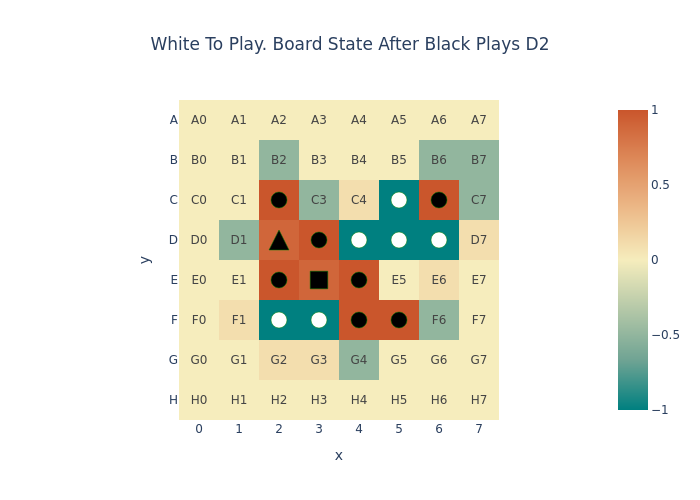 White To Play. Board State After Black Plays D2
A A0 A1 A2 A3 A4 A5 A6 A7
1
B B0 B1 B2 B3 B4 B5 B6 B7
0.5
C C0 C1 C3 C4 C7
D D0 D1 D7
0
y
E E0 E1 E5 E6 E7
F F0 F1 F6 F7
−0.5
G G0 G1 G2 G3 G4 G5 G6 G7
H H0 H1 H2 H3 H4 H5 H6 H7
−1
0 1 2 3 4 5 6 7
x